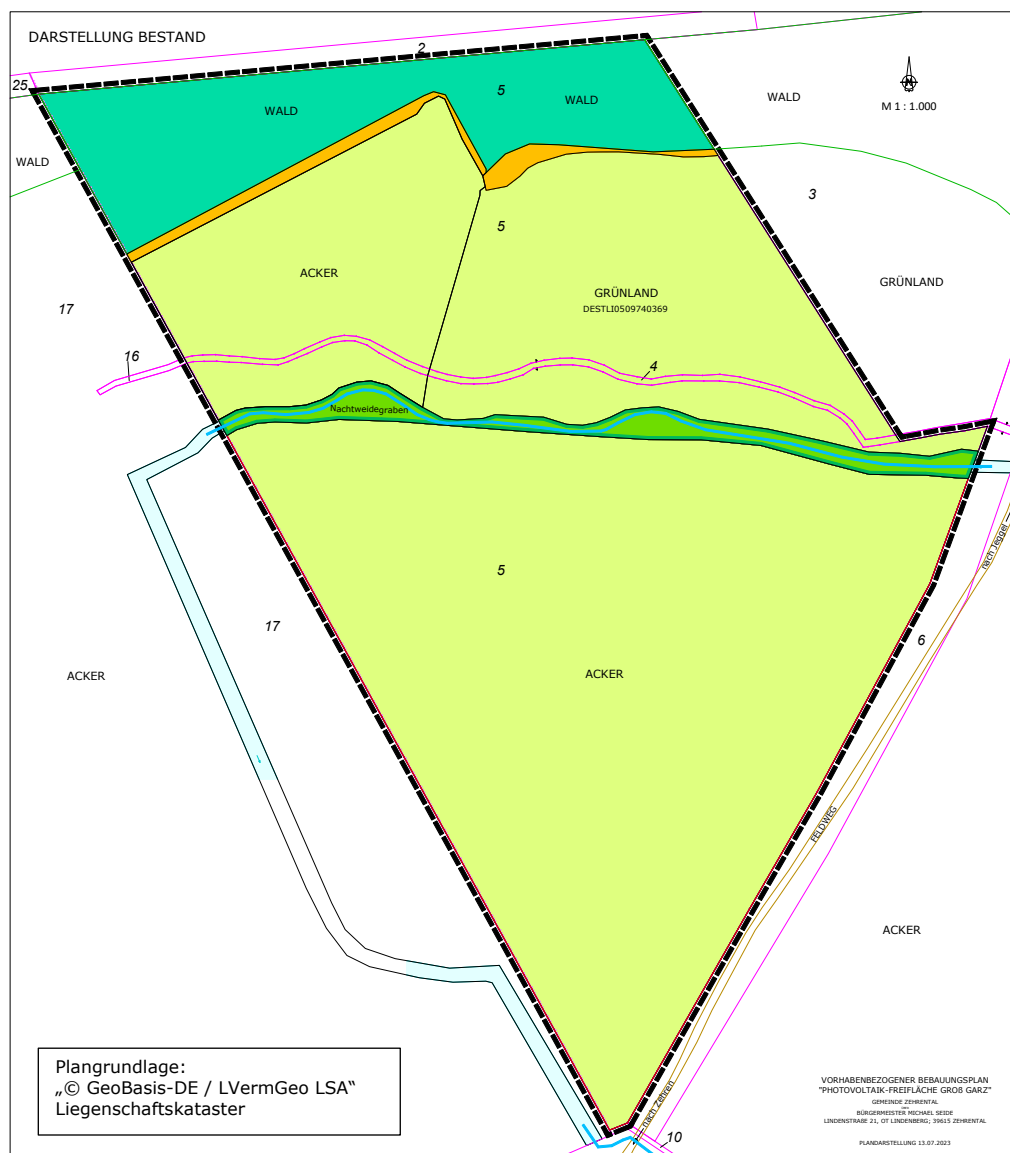 DARSTELLUNG BESTAND
2
25
5
WALD
WALD
WALD
N
M 1 : 1.000
WALD
3
5
ACKER
GRÜNLAND
DESTLI0509740369
GRÜNLAND
17
16
4
Nachtweidegraben
nach Jeggel
5
17
6
ACKER
ACKER
FELDWEG
ACKER
Plangrundlage:
„© GeoBasis-DE / LVermGeo LSA“
Liegenschaftskataster
nach Zehren
10
VORHABENBEZOGENER BEBAUUNGSPLAN
"PHOTOVOLTAIK-FREIFLÄCHE GROß GARZ"
GEMEINDE ZEHRENTAL
BÜRGERMEISTER MICHAEL SEIDE
LINDENSTRAßE 21, OT LINDENBERG; 39615 ZEHRENTAL
PLANDARSTELLUNG 13.07.2023